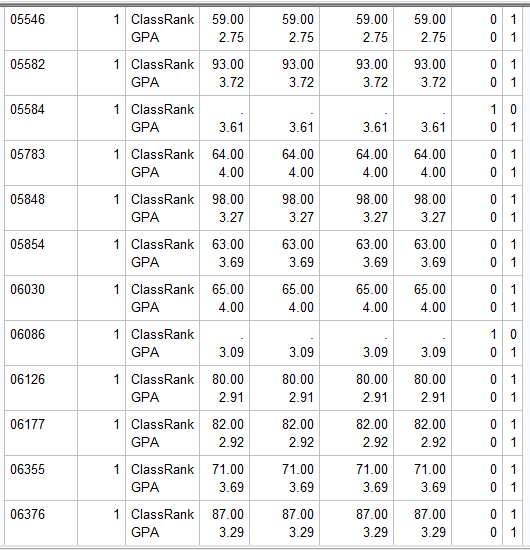 05546 1 ClassRank 59.00 59.00 59.00 59.00 0 1
GPA 2.75 2.75 2.75 2.75 0 1
05582 1 ClassRank 93.00 93.00 93.00 93.00 0 1
GPA 3.72 3.72 3.72 3.72 0 1
05584 1 ClassRank . . . . 1 0
GPA 3.61 3.61 3.61 3.61 0 1
05783 1 ClassRank 64.00 64.00 64.00 64.00 0 1
GPA 4.00 4.00 4.00 4.00 0 1
05848 1 ClassRank 98.00 98.00 98.00 98.00 0 1
GPA 3.27 3.27 3.27 3.27 0 1
05854 1 ClassRank 63.00 63.00 63.00 63.00 0 1
GPA 3.69 3.69 3.69 3.69 0 1
06030 1 ClassRank 65.00 65.00 65.00 65.00 0 1
GPA 4.00 4.00 4.00 4.00 0 1
06086 1 ClassRank . . . . 1 0
GPA 3.09 3.09 3.09 3.09 0 1
06126 1 ClassRank 80.00 80.00 80.00 80.00 0 1
GPA 2.91 2.91 2.91 2.91 0 1
06177 1 ClassRank 82.00 82.00 82.00 82.00 0 1
GPA 2.92 2.92 2.92 2.92 0 1
06355 1 ClassRank 71.00 71.00 71.00 71.00 0 1
GPA 3.69 3.69 3.69 3.69 0 1
06376 1 ClassRank 87.00 87.00 87.00 87.00 0 1
GPA 3.29 3.29 3.29 3.29 0 1